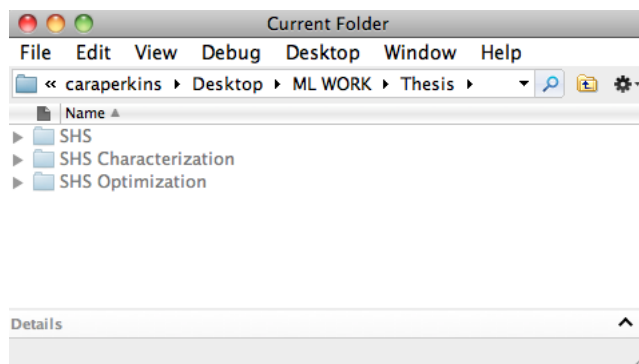 Current Folder
File Edit View Debug Desktop Window Help
« caraperkins ▸ Desktop ▸ ML WORK ▸ Thesis ▸
Name ▲
SHS
SHS Characterization
SHS Optimization
Details